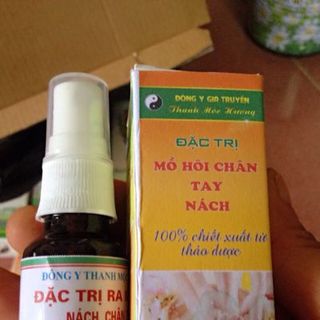 ĐÔNG Y GIA TRUYỀN
Thanh Mộc Hương
ĐẶC TRỊ
MỒ HÔI CHÂN
TAY
NÁCH
100% chiết xuất từ
thảo dược
ĐÔNG Y THANH
ĐẶC TRỊ RA
NÁCH, CHÂN